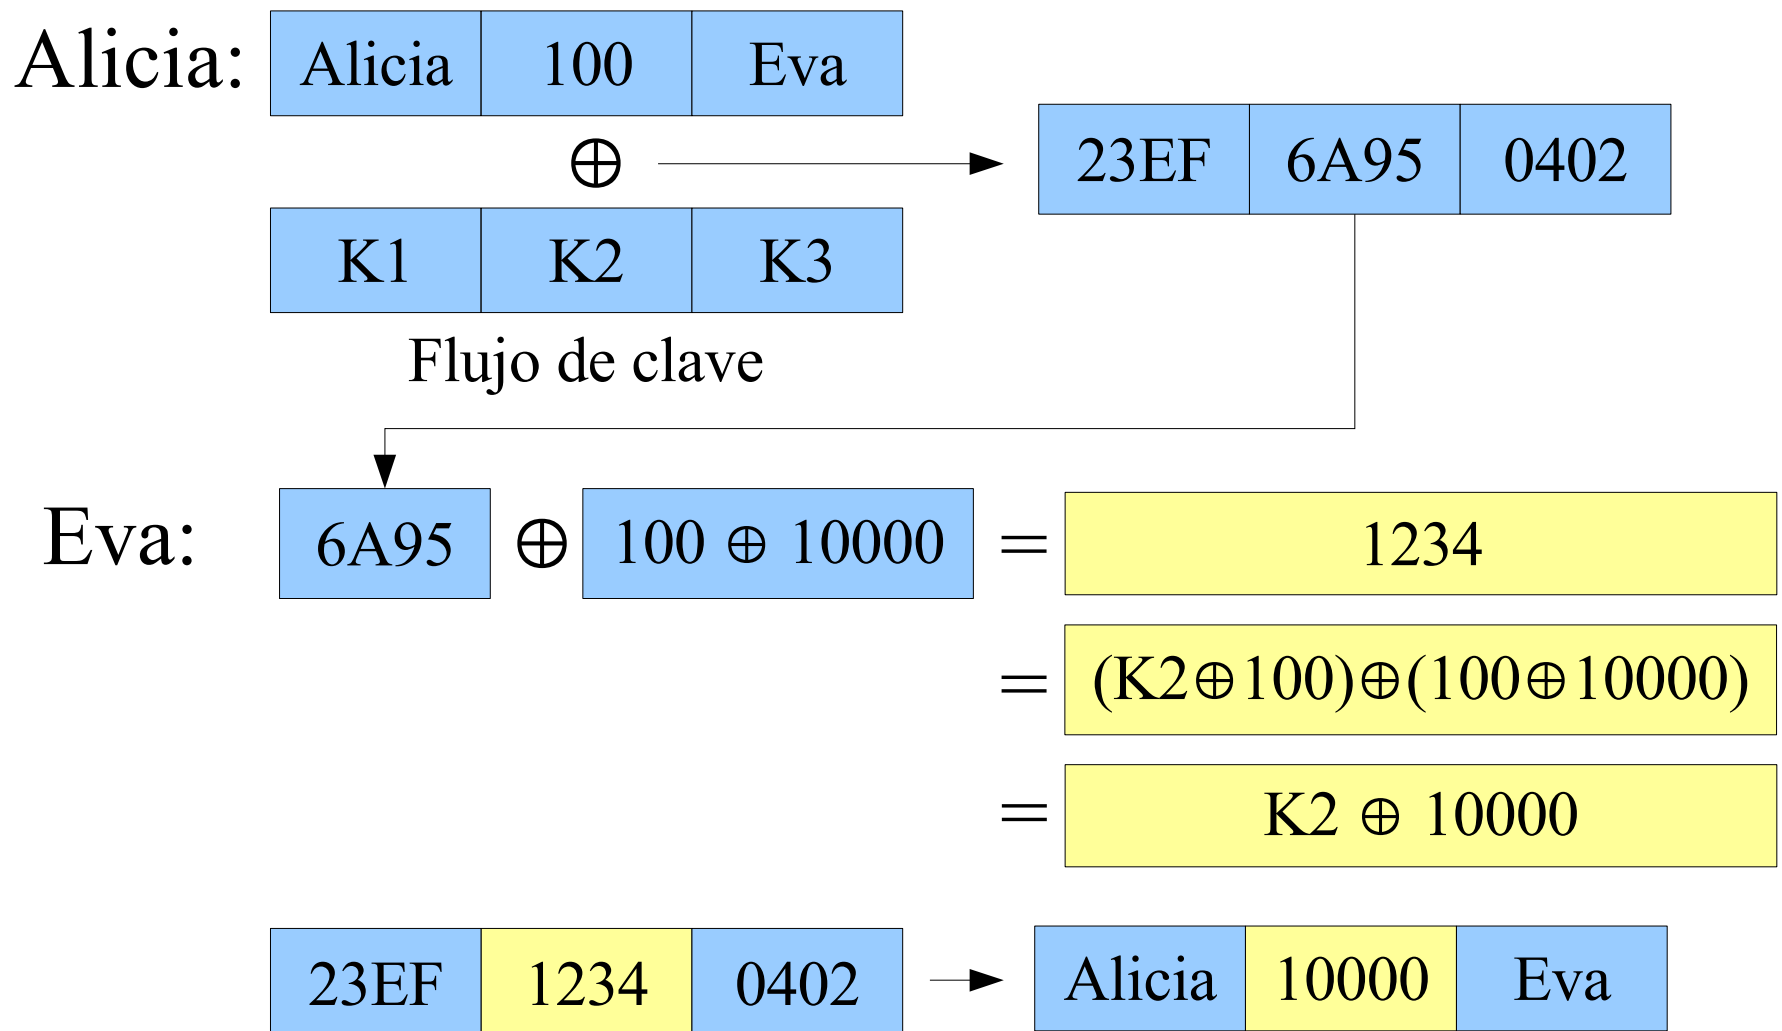 Alicia: Alicia 100 Eva
⊕ 23EF 6A95 0402
K1 K2 K3
Flujo de clave
Eva: 6A95 ⊕ 100 ⊕ 10000 = 1234
= (K2⊕100)⊕(100⊕10000)
= K2 ⊕ 10000
23EF 1234 0402 Alicia 10000 Eva